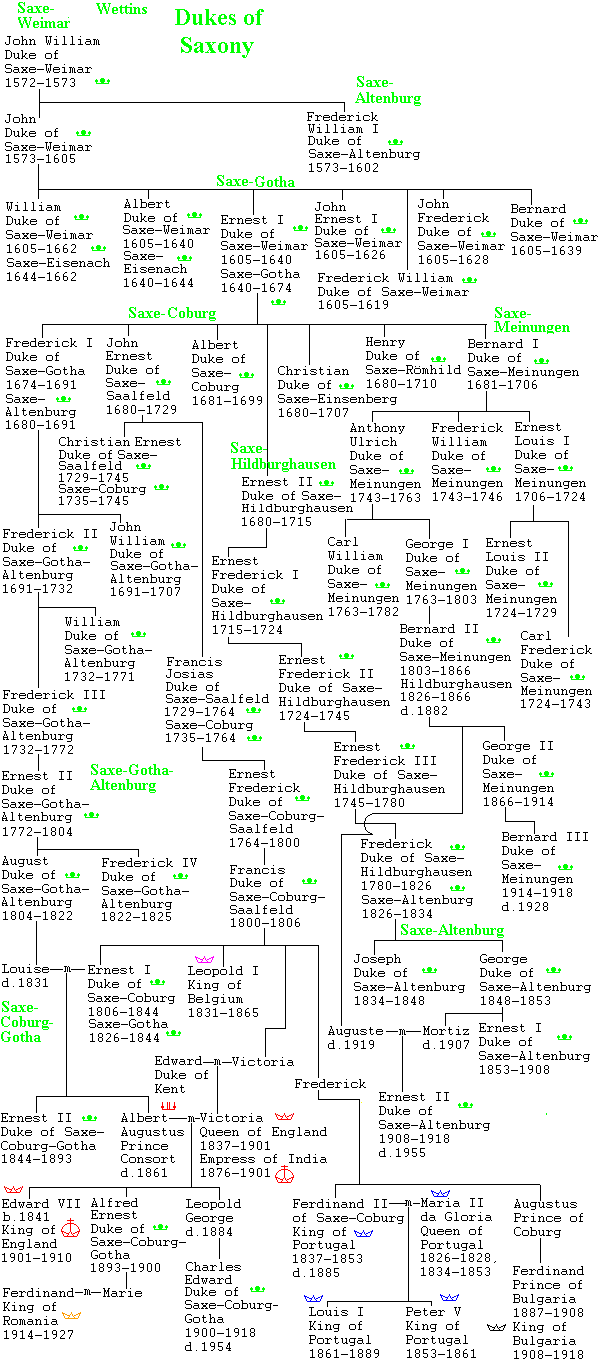 Saxe-
Weimar
Wettins
Dukes of
Saxony
John William
Duke of
Saxe-Weimar
1572-1573
Saxe-
Altenburg
John
Duke of
Saxe-Weimar
1573-1605
Frederick
William I
Duke of
Saxe-Altenburg
1573-1602
Saxe-Gotha
William
Duke of
Saxe-Weimar
1605-1662
Saxe-Eisenach
1644-1662
Albert
Duke of
Saxe-Weimar
1605-1640
Saxe-
Eisenach
1640-1644
Ernest I
Duke of
Saxe-Weimar
1605-1640
Saxe-Gotha
1640-1674
John
Ernest I
Duke of
Saxe-Weimar
1605-1626
Frederick William
Duke of Saxe-Weimar
1605-1619
John
Frederick
Duke of
Saxe-Weimar
1605-1628
Bernard
Duke of
Saxe-Weimar
1605-1639
Saxe-Coburg
Saxe-
Meinungen
Frederick I
Duke of
Saxe-Gotha
1674-1691
Saxe-
Altenburg
1680-1691
John
Ernest
Duke of
Saxe-
Saalfeld
1680-1729
Albert
Duke of
Saxe-
Coburg
1681-1699
Christian
Duke of
Saxe-Einsenberg
1680-1707
Henry
Duke of
Saxe-Römhild
1680-1710
Bernard I
Duke of
Saxe-Meinungen
1681-1706
Christian Ernest
Duke of Saxe-
Saalfeld
1729-1745
Saxe-Coburg
1735-1745
Saxe-
Hildburghausen
Ernest II
Duke of Saxe-
Hildburghausen
1680-1715
Anthony
Ulrich
Duke of
Saxe-
Meinungen
1743-1763
Frederick
William
Duke of
Saxe-
Meinungen
1743-1746
Ernest
Louis I
Duke of
Saxe-
Meinungen
1706-1724
Frederick II
Duke of
Saxe-Gotha-
Altenburg
1691-1732
John
William
Duke of
Saxe-Gotha-
Altenburg
1691-1707
Ernest
Frederick I
Duke of
Saxe-
Hildburghausen
1715-1724
Carl
William
Duke of
Saxe-
Meinungen
1763-1782
George I
Duke of
Saxe-
Meinungen
1763-1803
Ernest
Louis II
Duke of
Saxe-
Meinungen
1724-1729
William
Duke of
Saxe-Gotha-
Altenburg
1732-1771
Francis
Josias
Duke of
Saxe-Saalfeld
1729-1764
Saxe-Coburg
1735-1764
Ernest
Frederick II
Duke of Saxe-
Hildburghausen
1724-1745
Bernard II
Duke of
Saxe-Meinungen
1803-1866
Hildburghausen
1826-1866
d.1882
Carl
Frederick
Duke of
Saxe-
Meinungen
1724-1743
Frederick III
Duke of
Saxe-Gotha-
Altenburg
1732-1772
Ernest
Frederick III
Duke of Saxe-
Hildburghausen
1745-1780
George II
Duke of
Saxe-
Meinungen
1866-1914
Ernest II
Duke of
Saxe-Gotha-
Altenburg
1772-1804
Saxe-Gotha-
Altenburg
Ernest
Frederick
Duke of
Saxe-Coburg-
Saalfeld
1764-1800
Frederick
Duke of Saxe-
Hildburghausen
1780-1826
Saxe-Altenburg
1826-1834
Bernard III
Duke of
Saxe-
Meinungen
1914-1918
d.1928
August
Duke of
Saxe-Gotha-
Altenburg
1804-1822
Frederick IV
Duke of
Saxe-Gotha-
Altenburg
1822-1825
Francis
Duke of
Saxe-Coburg-
Saalfeld
1800-1806
Saxe-Altenburg
Louise-m-
d.1831
Ernest I
Duke of
Saxe-Coburg
1806-1844
Saxe-Gotha
1826-1844
Leopold I
King of
Belgium
1831-1865
Joseph
Duke of
Saxe-Altenburg
1834-1848
George
Duke of
Saxe-Altenburg
1848-1853
Saxe-
Coburg-
Gotha
Auguste-m-Mortiz
d.1919
d.1907
Ernest I
Duke of
Saxe-Altenburg
1853-1908
Edward-m-Victoria
Duke of
Kent
Frederick
Ernest II
Duke of
Saxe-Altenburg
1908-1918
d.1955
Ernest II
Duke of Saxe-
Coburg-Gotha
1844-1893
Albert-m-Victoria
Augustus
Prince
Consort
d.1861
Queen of England
1837-1901
Empress of India
1876-1901
Edward VII
b.1841
King of
England
1901-1910
Alfred
Ernest
Duke of
Saxe-Coburg-
Gotha
1893-1900
Leopold
George
d.1884
Ferdinand II-m-Maria II
of Saxe-Coburg
King of
Portugal
1837-1853
d.1885
da Gloria
Queen of
Portugal
1826-1828,
1834-1853
Augustus
Prince of
Coburg
Ferdinand-m-Marie
King of
Romania
1914-1927
Charles
Edward
Duke of
Saxe-Coburg-
Gotha
1900-1918
d.1954
Louis I
King of
Portugal
1861-1889
Peter V
King of
Portugal
1853-1861
Ferdinand
Prince of
Bulgaria
1887-1908
King of
Bulgaria
1908-1918